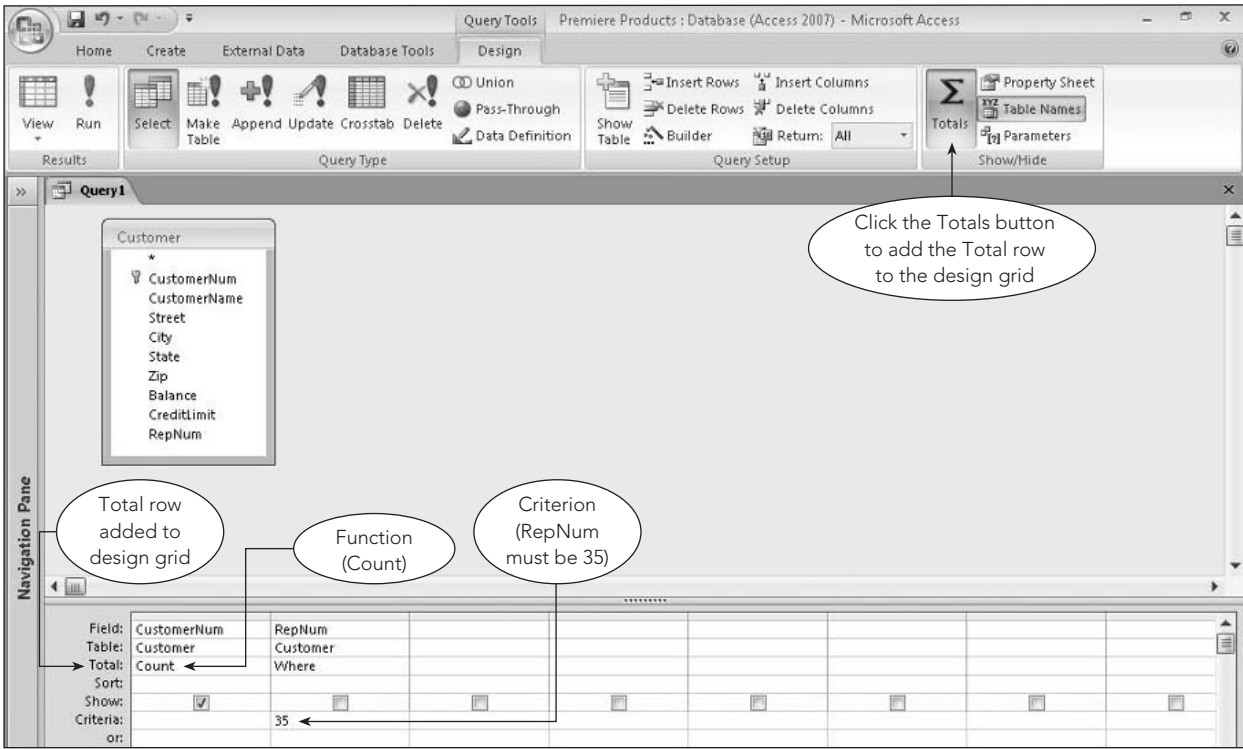 Query Tools
Premiere Products : Database (Access 2007) - Microsoft Access
Home Create External Data Database Tools Design
View
Run
Results
Select
Make Table
Append
Update
Crosstab
Delete
Union
Pass-Through
Data Definition
Query Type
Show Table
Insert Rows
Delete Rows
Builder
Insert Columns
Delete Columns
Return: All
Query Setup
Totals
Property Sheet
Table Names
Parameters
Show/Hide
Query1
Click the Totals button
to add the Total row
to the design grid
Customer
*
CustomerNum
CustomerName
Street
City
State
Zip
Balance
CreditLimit
RepNum
Navigation Pane
Total row
added to
design grid
Function
(Count)
Criterion
(RepNum
must be 35)
Field: CustomerNum RepNum
Table: Customer Customer
Total: Count Where
Sort:
Show:
Criteria: 35
or: